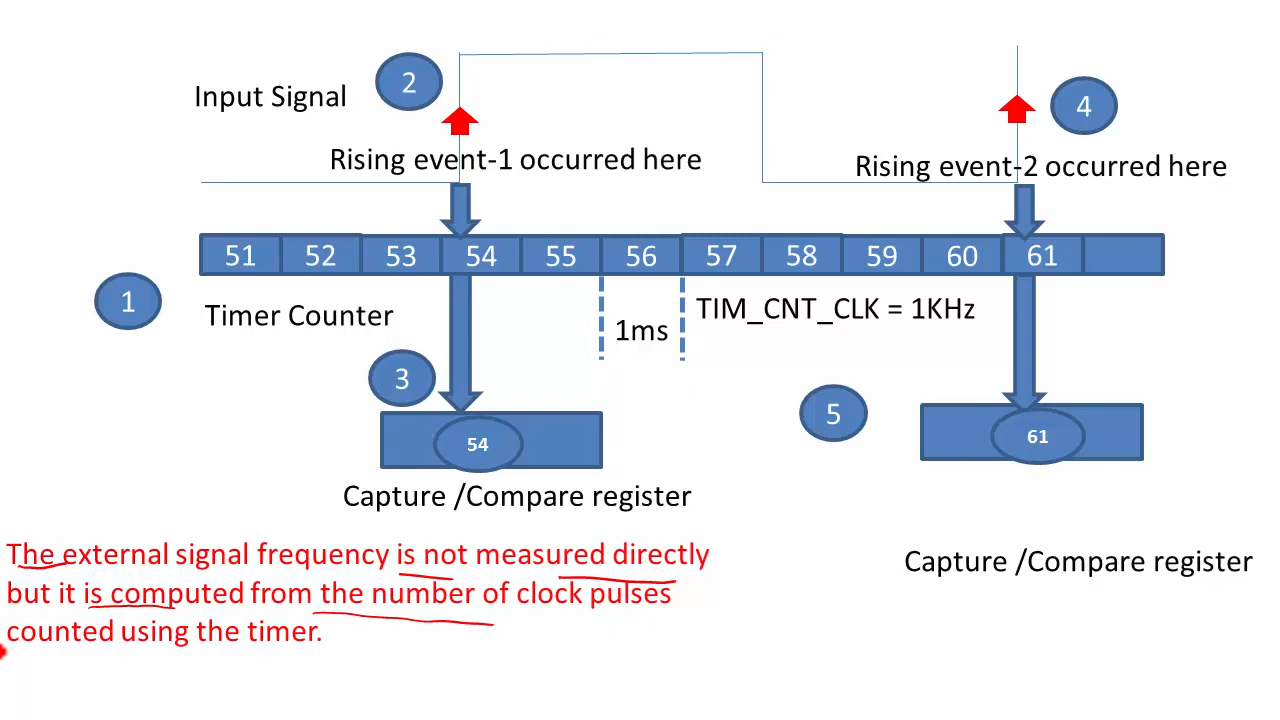 2
Input Signal
4
Rising event-1 occurred here
Rising event-2 occurred here
51 52 53 54 55 56 57 58 59 60 61
1
Timer Counter
1ms
TIM_CNT_CLK = 1KHz
3
5
54
61
Capture /Compare register
The external signal frequency is not measured directly
but it is computed from the number of clock pulses
counted using the timer.
Capture /Compare register